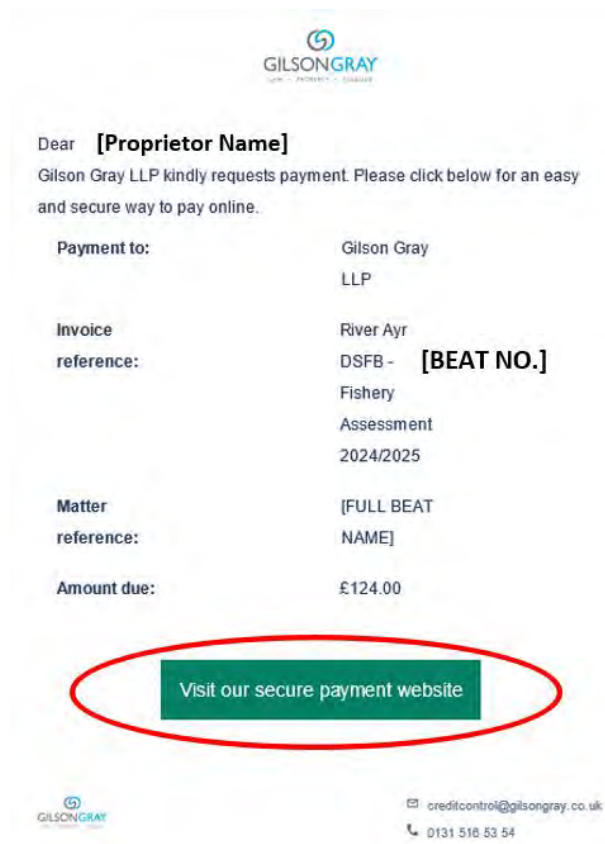 GILSONGRAY
LAW • PROPERTY • FINANCE
Dear [Proprietor Name]
Gilson Gray LLP kindly requests payment. Please click below for an easy
and secure way to pay online.
Payment to: Gilson Gray
LLP
Invoice River Ayr
reference: DSFB - [BEAT NO.]
Fishery
Assessment
2024/2025
Matter [FULL BEAT
reference: NAME]
Amount due: £124.00
Visit our secure payment website
GILSONGRAY
creditcontrol@gilsongray.co.uk
0131 516 53 54